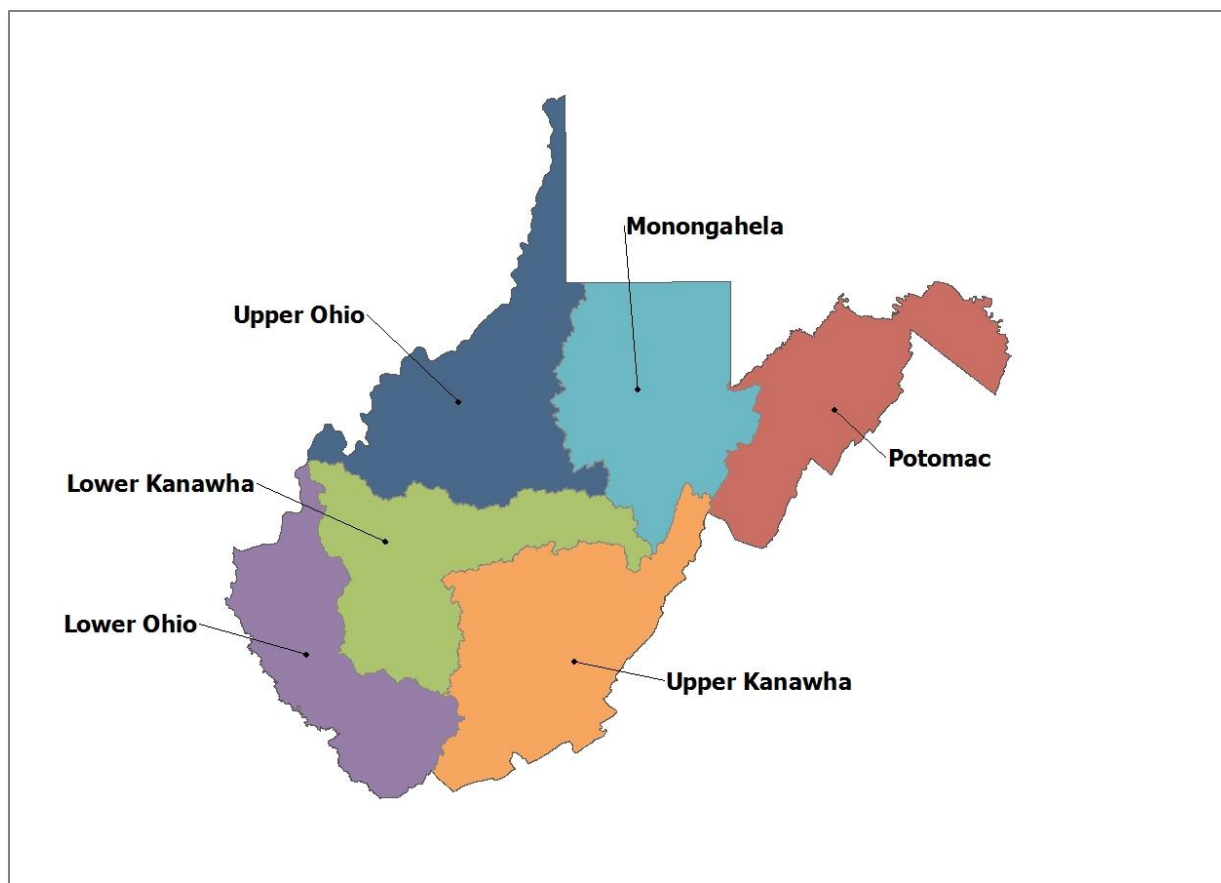 Monongahela
Upper Ohio
Potomac
Lower Kanawha
Lower Ohio
Upper Kanawha